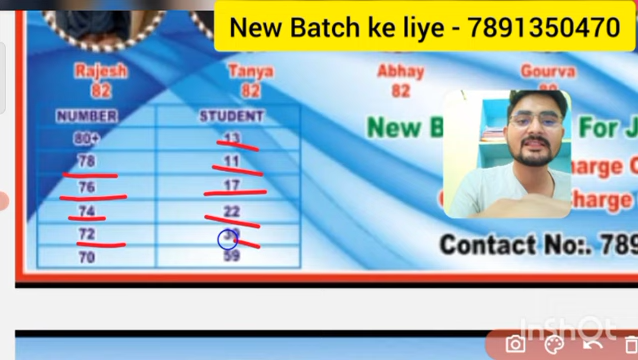 New Batch ke liye - 7891350470
Rajesh Tanya Abhay Gourva
82 82 82
NUMBER STUDENT
80+ 13
78 11
76 17
74 22
72
70 59
New B For J
harge
harge
Contact No:. 789
InShOt